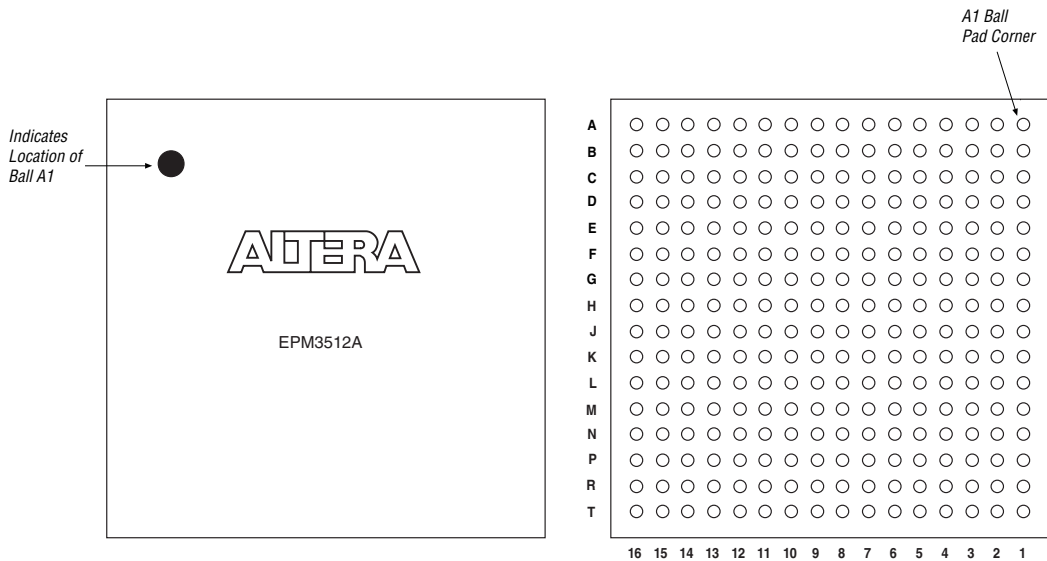 A1 Ball
Pad Corner
Indicates
Location of
Ball A1
ALTERA
EPM3512A
A
B
C
D
E
F
G
H
J
K
L
M
N
P
R
T
16 15 14 13 12 11 10 9 8 7 6 5 4 3 2 1